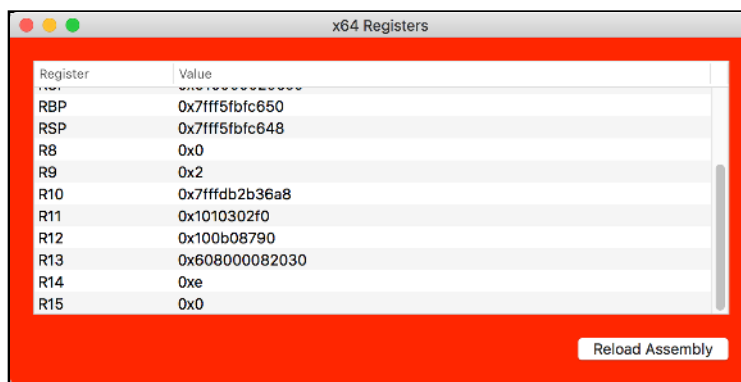 x64 Registers
Register Value
RBP 0x7fff5fbfc650
RSP 0x7fff5fbfc648
R8 0x0
R9 0x2
R10 0x7fffdb2b36a8
R11 0x1010302f0
R12 0x100b08790
R13 0x608000082030
R14 0xe
R15 0x0
Reload Assembly